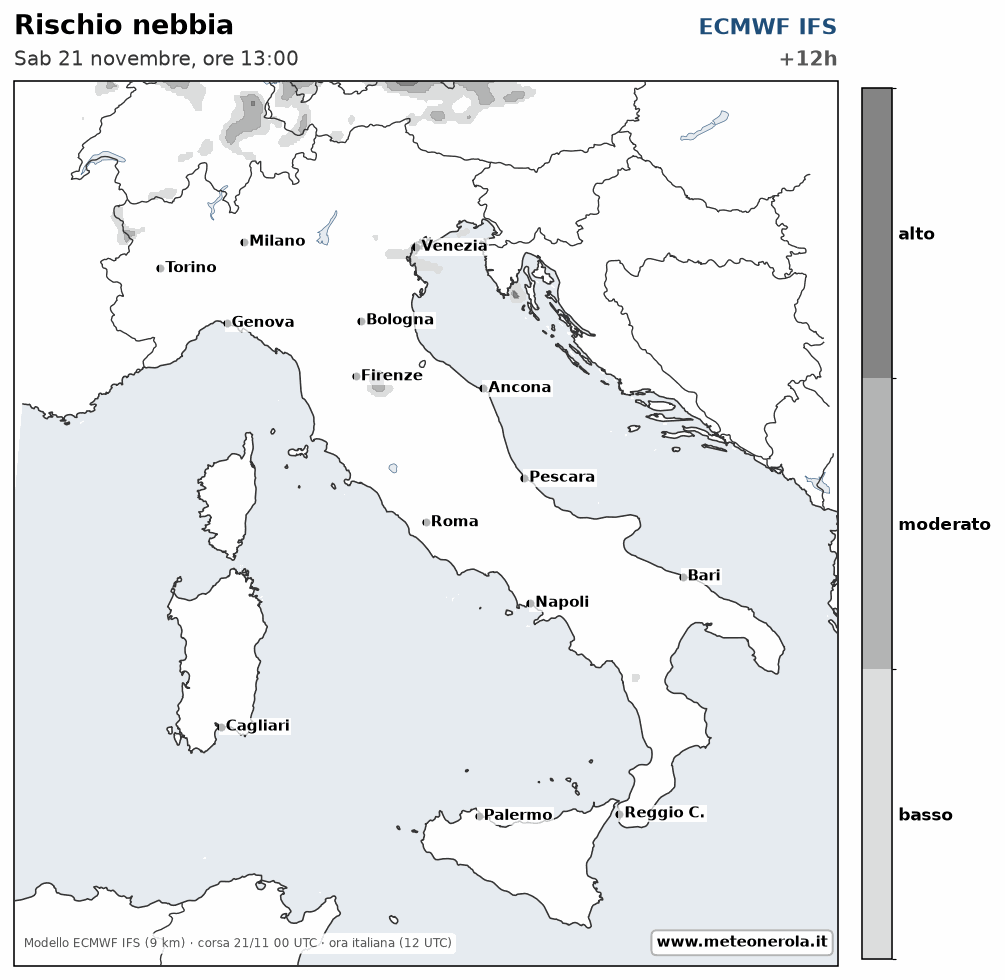 Rischio nebbia
ECMWF IFS
Sab 21 novembre, ore 13:00
+12h
alto
Milano
Venezia
Torino
Genova
Bologna
Firenze
Ancona
Pescara
Roma
moderato
Bari
Napoli
Cagliari
Palermo
Reggio C.
basso
Modello ECMWF IFS (9 km) · corsa 21/11 00 UTC · ora italiana (12 UTC)
www.meteonerola.it